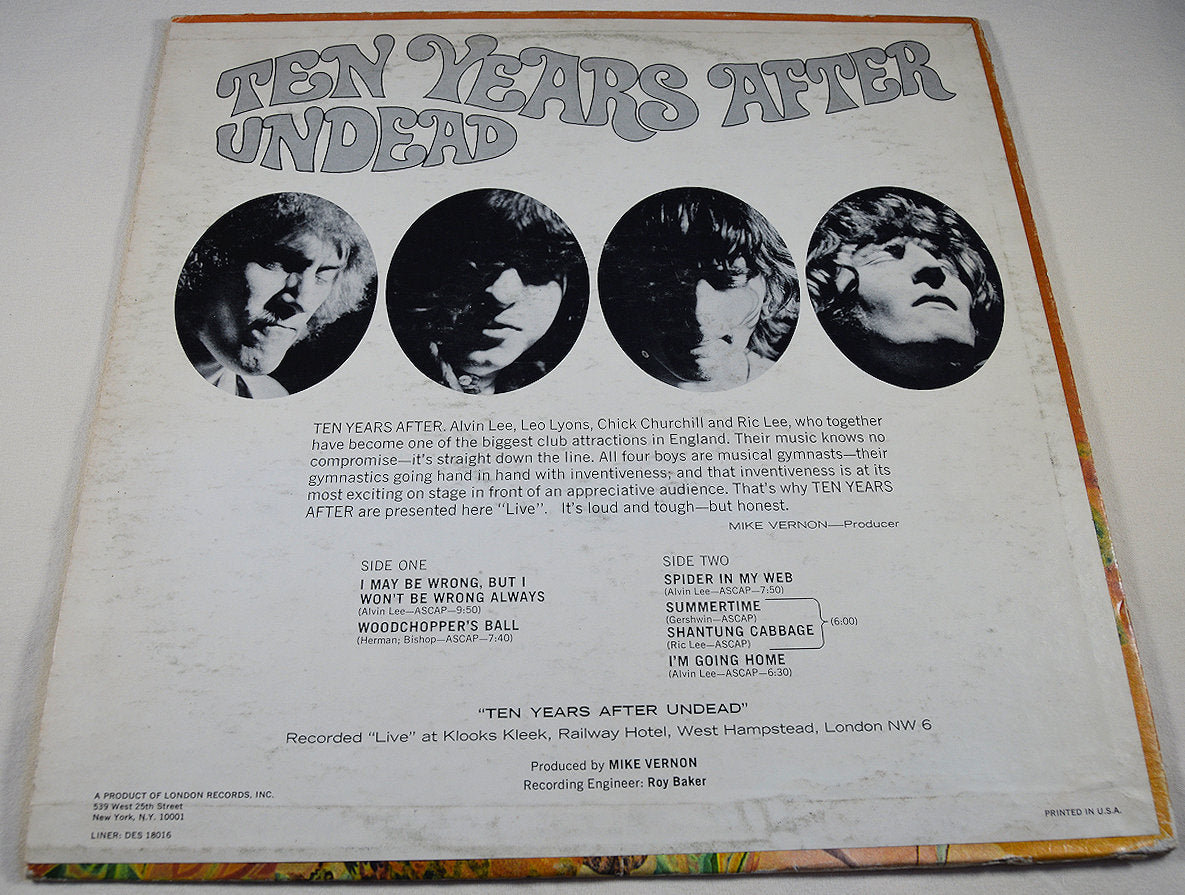 TEN YEARS AFTER
UNDEAD
TEN YEARS AFTER. Alvin Lee, Leo Lyons, Chick Churchill and Ric Lee, who together
have become one of the biggest club attractions in England. Their music knows no
compromise—it's straight down the line. All four boys are musical gymnasts—their
gymnastics going hand in hand with inventiveness; and that inventiveness is at its
most exciting on stage in front of an appreciative audience. That's why TEN YEARS
AFTER are presented here "Live". It's loud and tough—but honest.
MIKE VERNON—Producer
SIDE ONE
I MAY BE WRONG, BUT I
WON'T BE WRONG ALWAYS
(Alvin Lee—ASCAP—9:50)
WOODCHOPPER'S BALL
(Herman; Bishop—ASCAP—7:40)
SIDE TWO
SPIDER IN MY WEB
(Alvin Lee—ASCAP—7:50)
SUMMERTIME
(Gershwin—ASCAP)
SHANTUNG CABBAGE
(Ric Lee—ASCAP)
(6:00)
I'M GOING HOME
(Alvin Lee—ASCAP—6:30)
"TEN YEARS AFTER UNDEAD"
Recorded "Live" at Klooks Kleek, Railway Hotel, West Hampstead, London NW 6
Produced by MIKE VERNON
Recording Engineer: Roy Baker
A PRODUCT OF LONDON RECORDS, INC.
539 West 25th Street
New York, N.Y. 10001
LINER: DES 18016
PRINTED IN U.S.A.